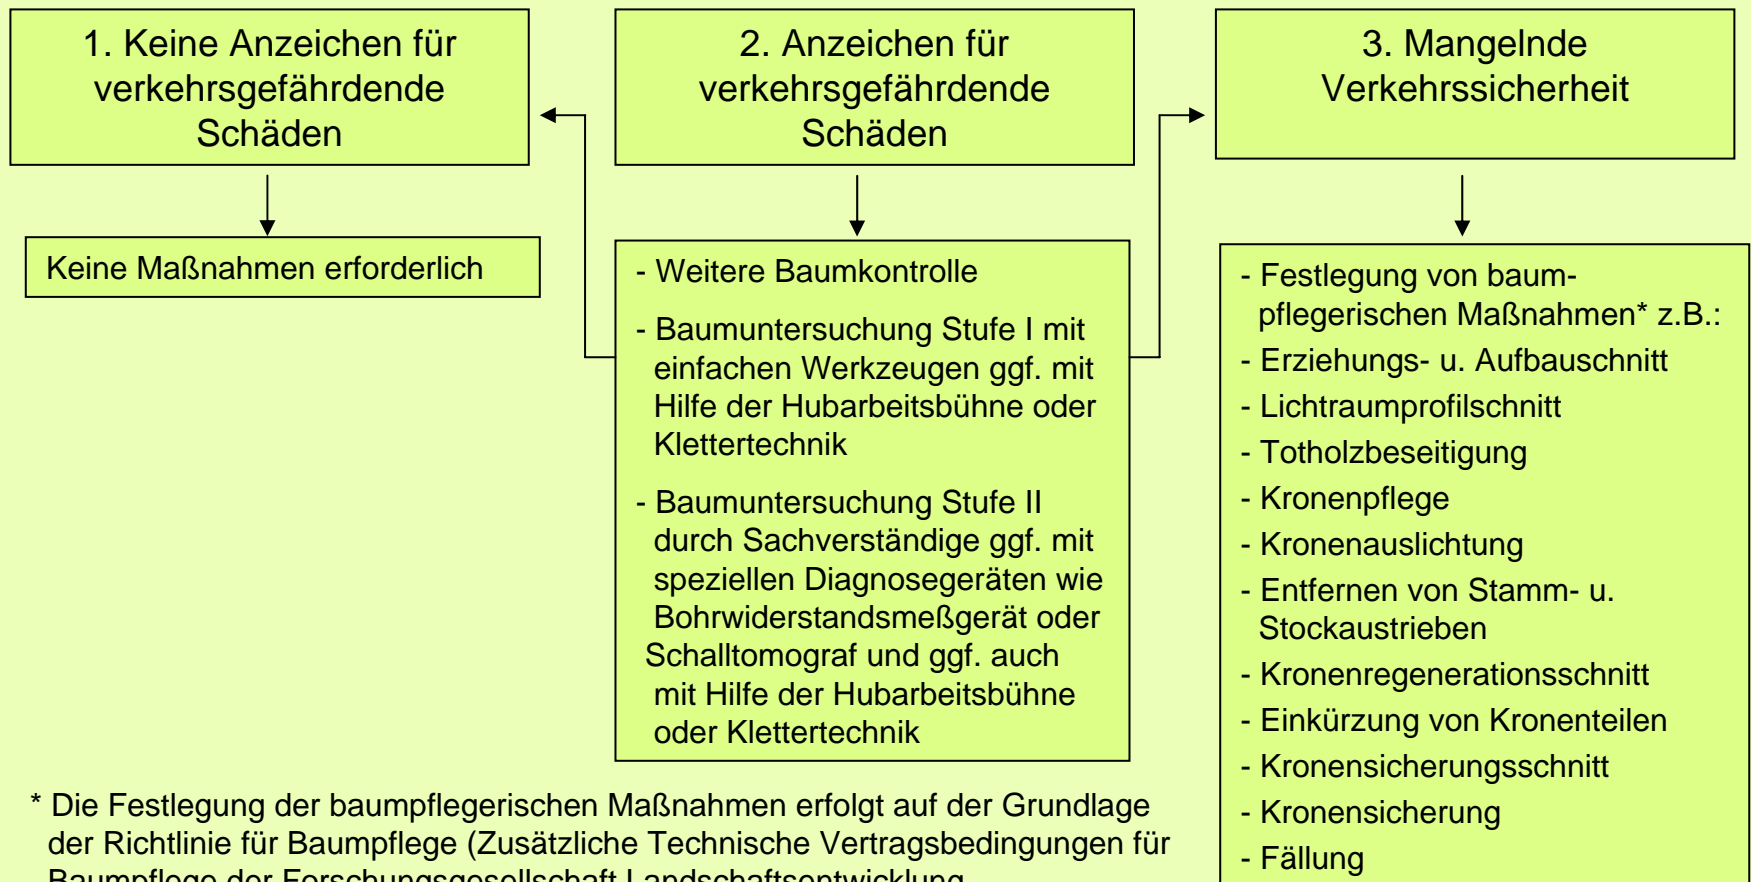 1. Keine Anzeichen für
verkehrsgefährdende
Schäden
Keine Maßnahmen erforderlich
2. Anzeichen für
verkehrsgefährdende
Schäden
- Weitere Baumkontrolle
- Baumuntersuchung Stufe I mit
einfachen Werkzeugen ggf. mit
Hilfe der Hubarbeitsbühne oder
Klettertechnik
- Baumuntersuchung Stufe II
durch Sachverständige ggf. mit
speziellen Diagnosegeräten wie
Bohrwiderstandsmeßgerät oder
Schalltomograf und ggf. auch
mit Hilfe der Hubarbeitsbühne
oder Klettertechnik
3. Mangelnde
Verkehrssicherheit
- Festlegung von baum-
pflegerischen Maßnahmen* z.B.:
- Erziehungs- u. Aufbauschnitt
- Lichtraumprofilschnitt
- Totholzbeseitigung
- Kronenpflege
- Kronenauslichtung
- Entfernen von Stamm- u.
Stockaustrieben
- Kronenregenerationsschnitt
- Einkürzung von Kronenteilen
- Kronensicherungsschnitt
- Kronensicherung
- Fällung
* Die Festlegung der baumpflegerischen Maßnahmen erfolgt auf der Grundlage
der Richtlinie für Baumpflege (Zusätzliche Technische Vertragsbedingungen für
Baumpflege der Forschungsgesellschaft Landschaftsentwicklung